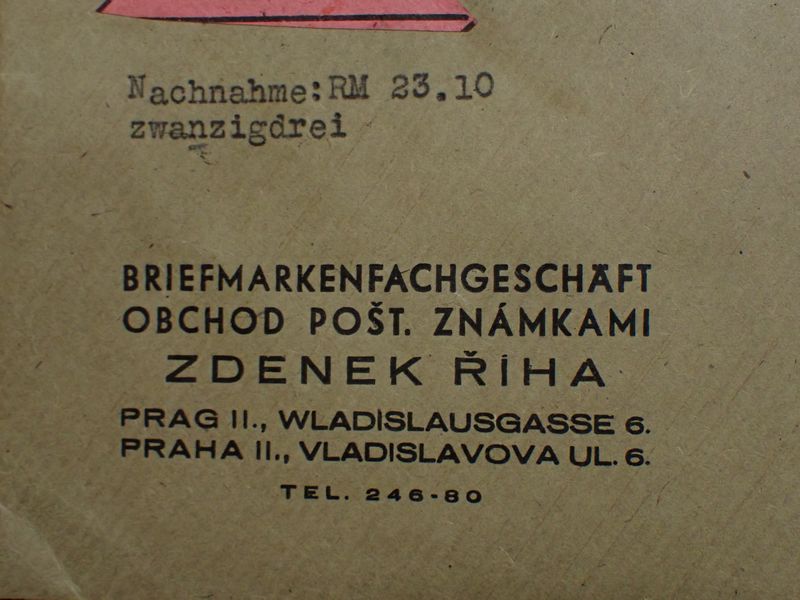 Nachnahme:RM 23.10
zwanzigdrei
BRIEFMARKENFACHGESCHÄFT
OBCHOD POŠT. ZNÁMKAMI
ZDENEK ŘÍHA
PRAG II., WLADISLAUSGASSE 6.
PRAHA II., VLADISLAVOVA UL. 6.
TEL. 246-80